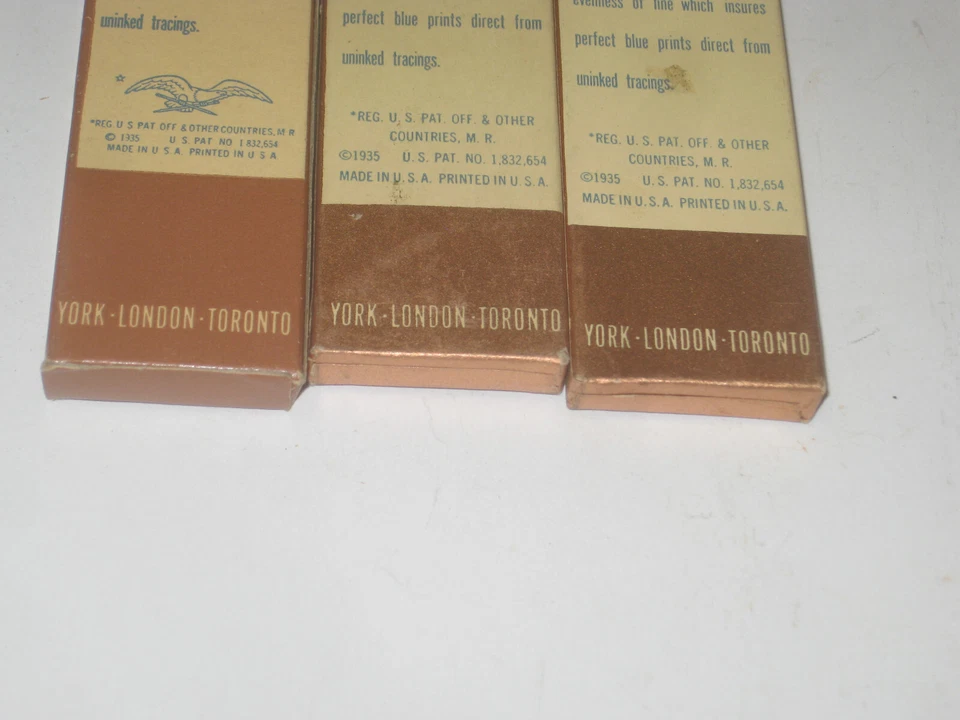 uninked tracings.
*REG U S PAT OFF & OTHER COUNTRIES, M R
© 1935 U.S. PAT NO 1 832,654
MADE IN U S A. PRINTED IN U S A
YORK · LONDON · TORONTO
perfect blue prints direct from
uninked tracings.
*REG. U. S. PAT. OFF. & OTHER
COUNTRIES, M. R.
©1935 U. S. PAT. NO. 1,832,654
MADE IN U. S. A. PRINTED IN U. S. A.
YORK · LONDON · TORONTO
evenness of line which insures
perfect blue prints direct from
uninked tracings.
*REG. U. S. PAT. OFF. & OTHER
COUNTRIES, M. R.
©1935 U. S. PAT. NO. 1,832,654
MADE IN U. S. A. PRINTED IN U. S. A.
YORK · LONDON · TORONTO